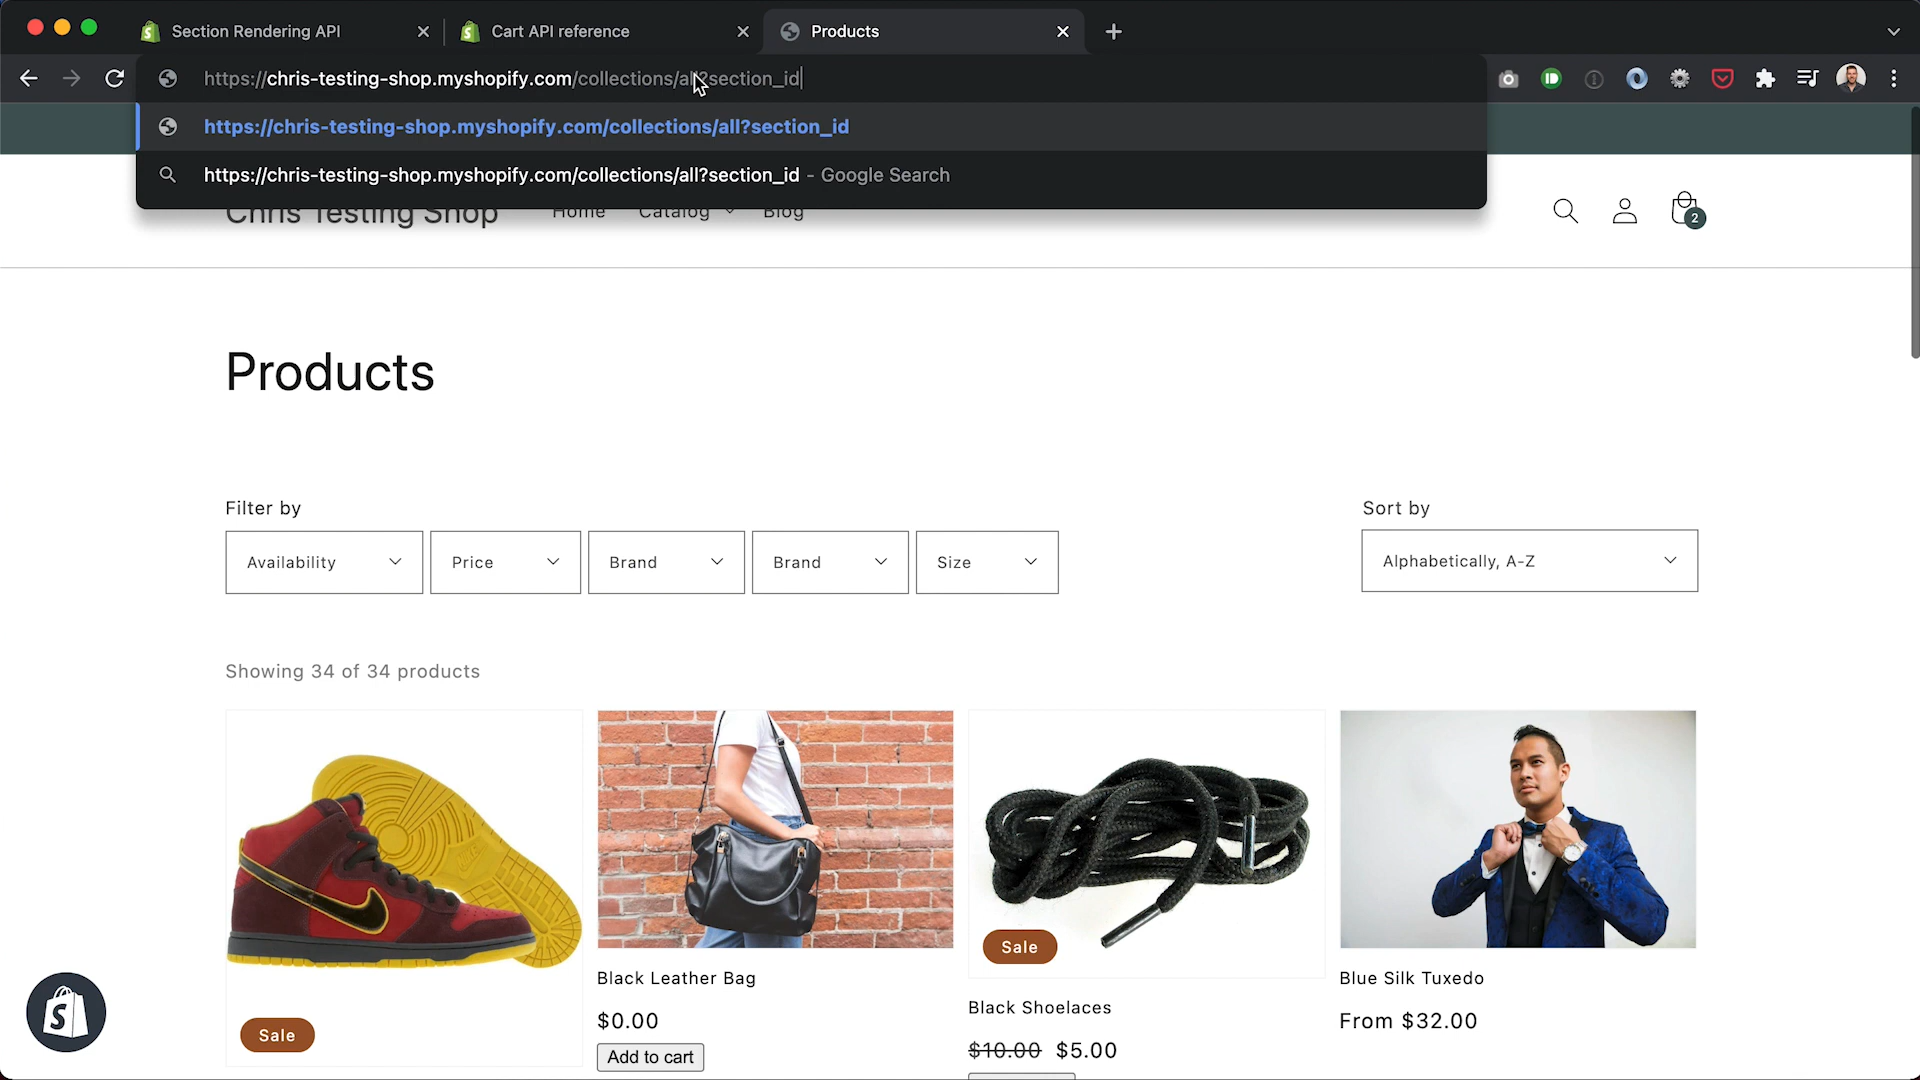 Section Rendering API
Cart API reference
Products
https://chris-testing-shop.myshopify.com/collections/all?section_id
https://chris-testing-shop.myshopify.com/collections/all?section_id
https://chris-testing-shop.myshopify.com/collections/all?section_id - Google Search
Chris Testing Shop
Home
Catalog
Blog
2
Products
Filter by
Sort by
Availability
Price
Brand
Brand
Size
Alphabetically, A-Z
Showing 34 of 34 products
Sale
Black Leather Bag
$0.00
Add to cart
Sale
Black Shoelaces
$10.00 $5.00
Blue Silk Tuxedo
From $32.00